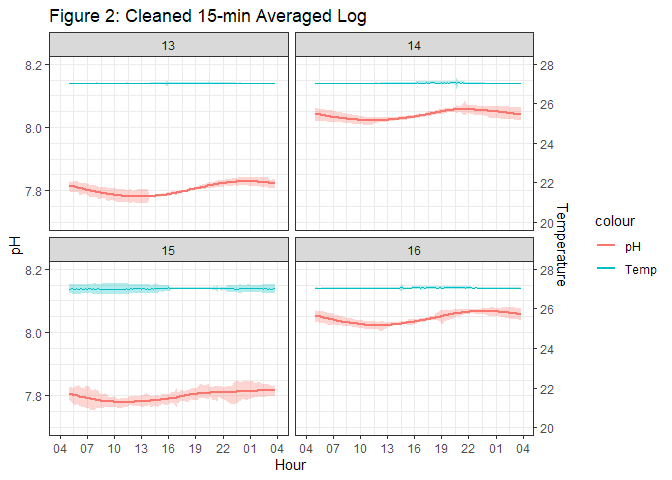 Figure 2: Cleaned 15-min Averaged Log
13
14
8.2
8.0
7.8
28
26
24
22
20
15
16
8.2
8.0
7.8
28
26
24
22
20
pH
Temperature
04 07 10 13 16 19 22 01 04
04 07 10 13 16 19 22 01 04
Hour
colour
pH
Temp